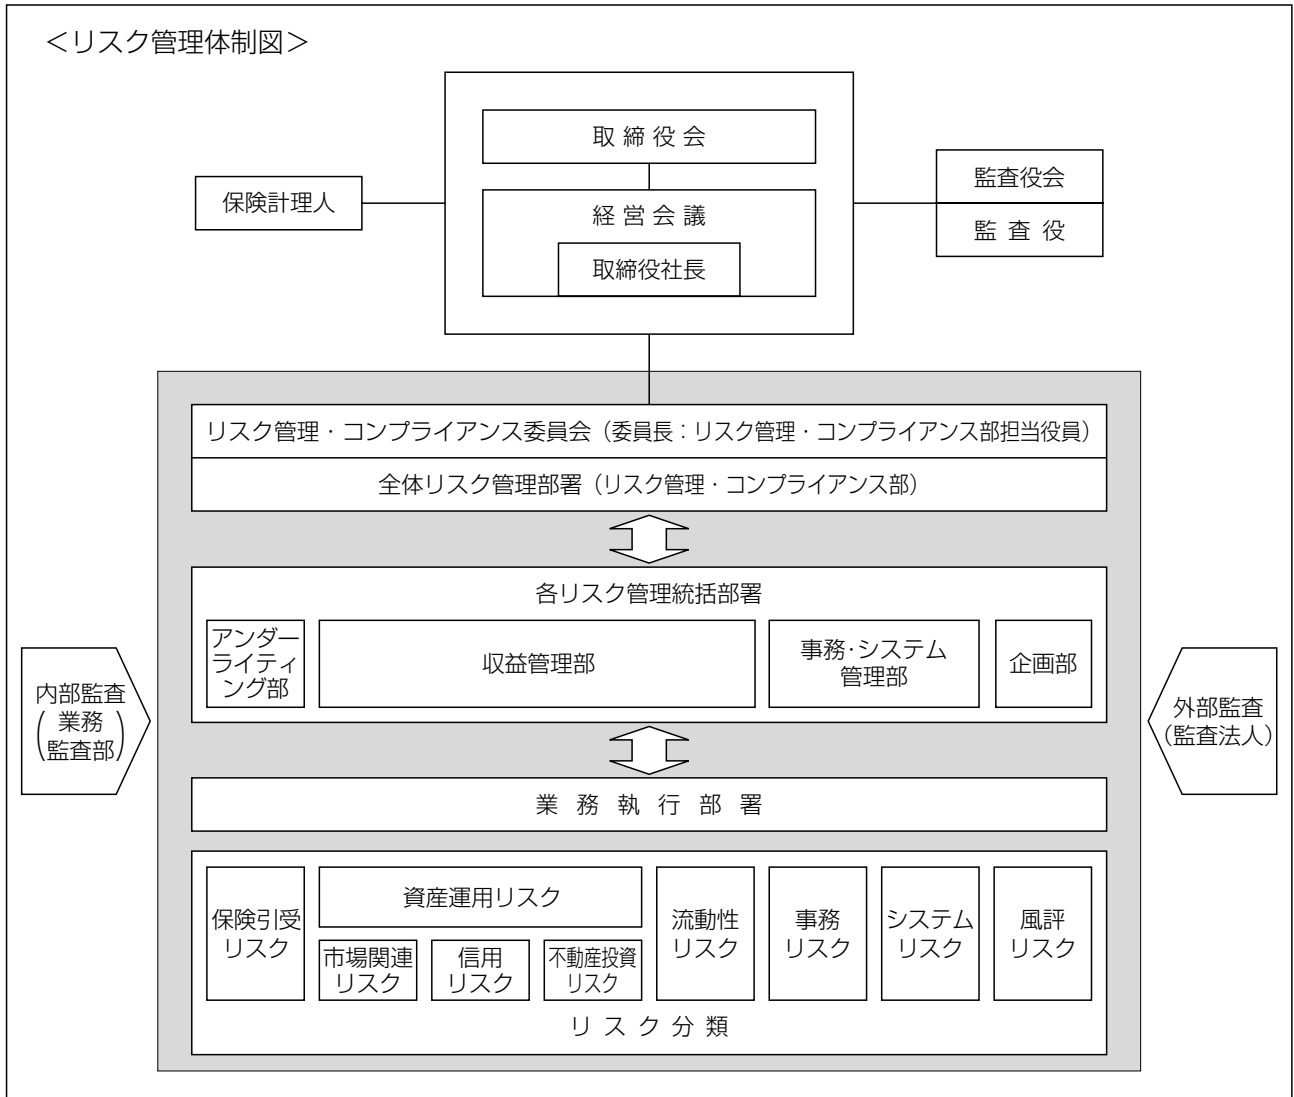 ＜リスク管理体制図＞
取締役会
経営会議
取締役社長
保険計理人
監査役会
監査役
リスク管理・コンプライアンス委員会（委員長：リスク管理・コンプライアンス部担当役員）
全体リスク管理部署（リスク管理・コンプライアンス部）
各リスク管理統括部署
アンダー
ライティ
ング部
収益管理部
事務・システム
管理部
企画部
内部監査
（業務
監査部）
外部監査
（監査法人）
業務執行部署
保険引受
リスク
資産運用リスク
市場関連
リスク
信用
リスク
不動産投資
リスク
流動性
リスク
事務
リスク
システム
リスク
風評
リスク
リスク分類